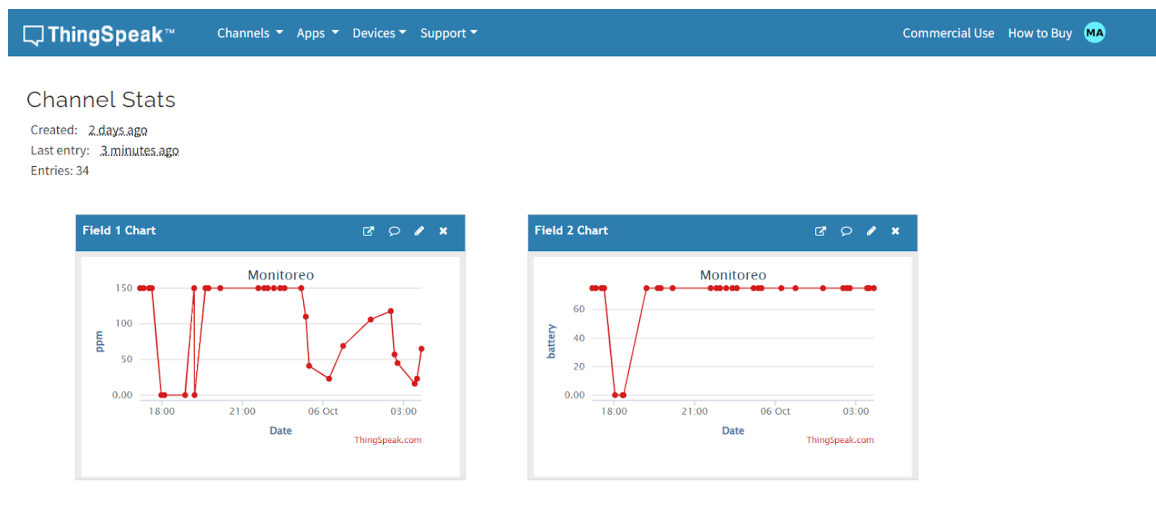 ThingSpeak™ Channels Apps Devices Support Commercial Use How to Buy MA
Channel Stats
Created: 2 days ago
Last entry: 3 minutes ago
Entries: 34
Field 1 Chart
Monitoreo
ppm
150
100
50
0.00
18:00 21:00 06 Oct 03:00
Date
ThingSpeak.com
Field 2 Chart
Monitoreo
battery
60
40
20
0.00
18:00 21:00 06 Oct 03:00
Date
ThingSpeak.com